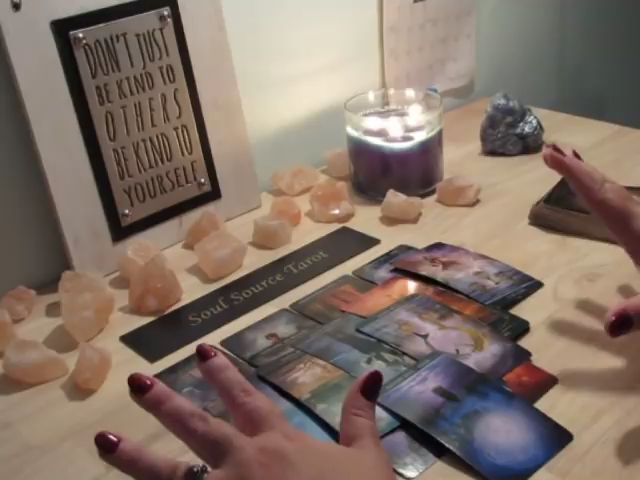 DON'T JUST
BE KIND TO
OTHERS
BE KIND TO
YOURSELF
Soul Source Tarot